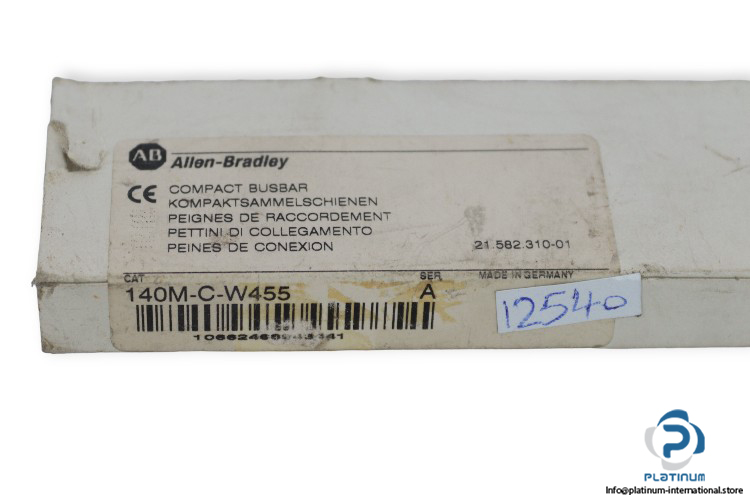 AB Allen-Bradley
CE COMPACT BUSBAR
KOMPAKTSAMMELSCHIENEN
PEIGNES DE RACCORDEMENT
PETTINI DI COLLEGAMENTO
PEINES DE CONEXION 21.582.310-01
CAT SER MADE IN GERMANY
140M-C-W455 A
12540
PLATINUM
Info@platinum-international.store